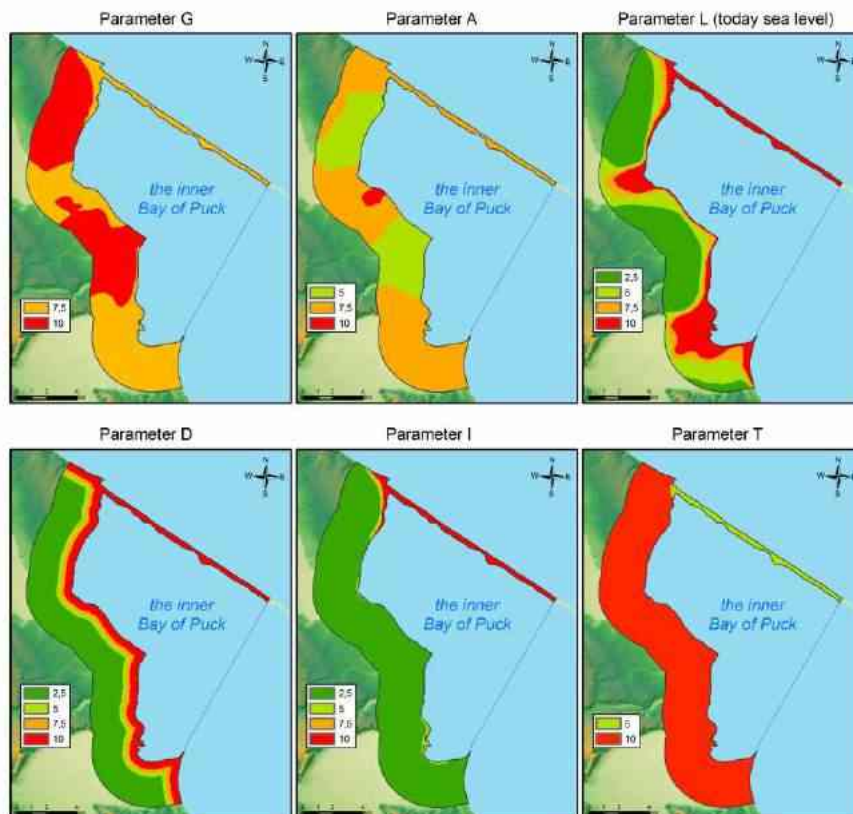 Parameter G
Parameter A
Parameter L (today sea level)
N
W E
S
the inner
Bay of Puck
7,5
10
N
W E
S
the inner
Bay of Puck
5
7,5
10
N
W E
S
the inner
Bay of Puck
2,5
5
7,5
10
Parameter D
Parameter I
Parameter T
N
W E
S
the inner
Bay of Puck
2,5
5
7,5
10
N
W E
S
the inner
Bay of Puck
2,5
5
7,5
10
N
W E
S
the inner
Bay of Puck
5
10